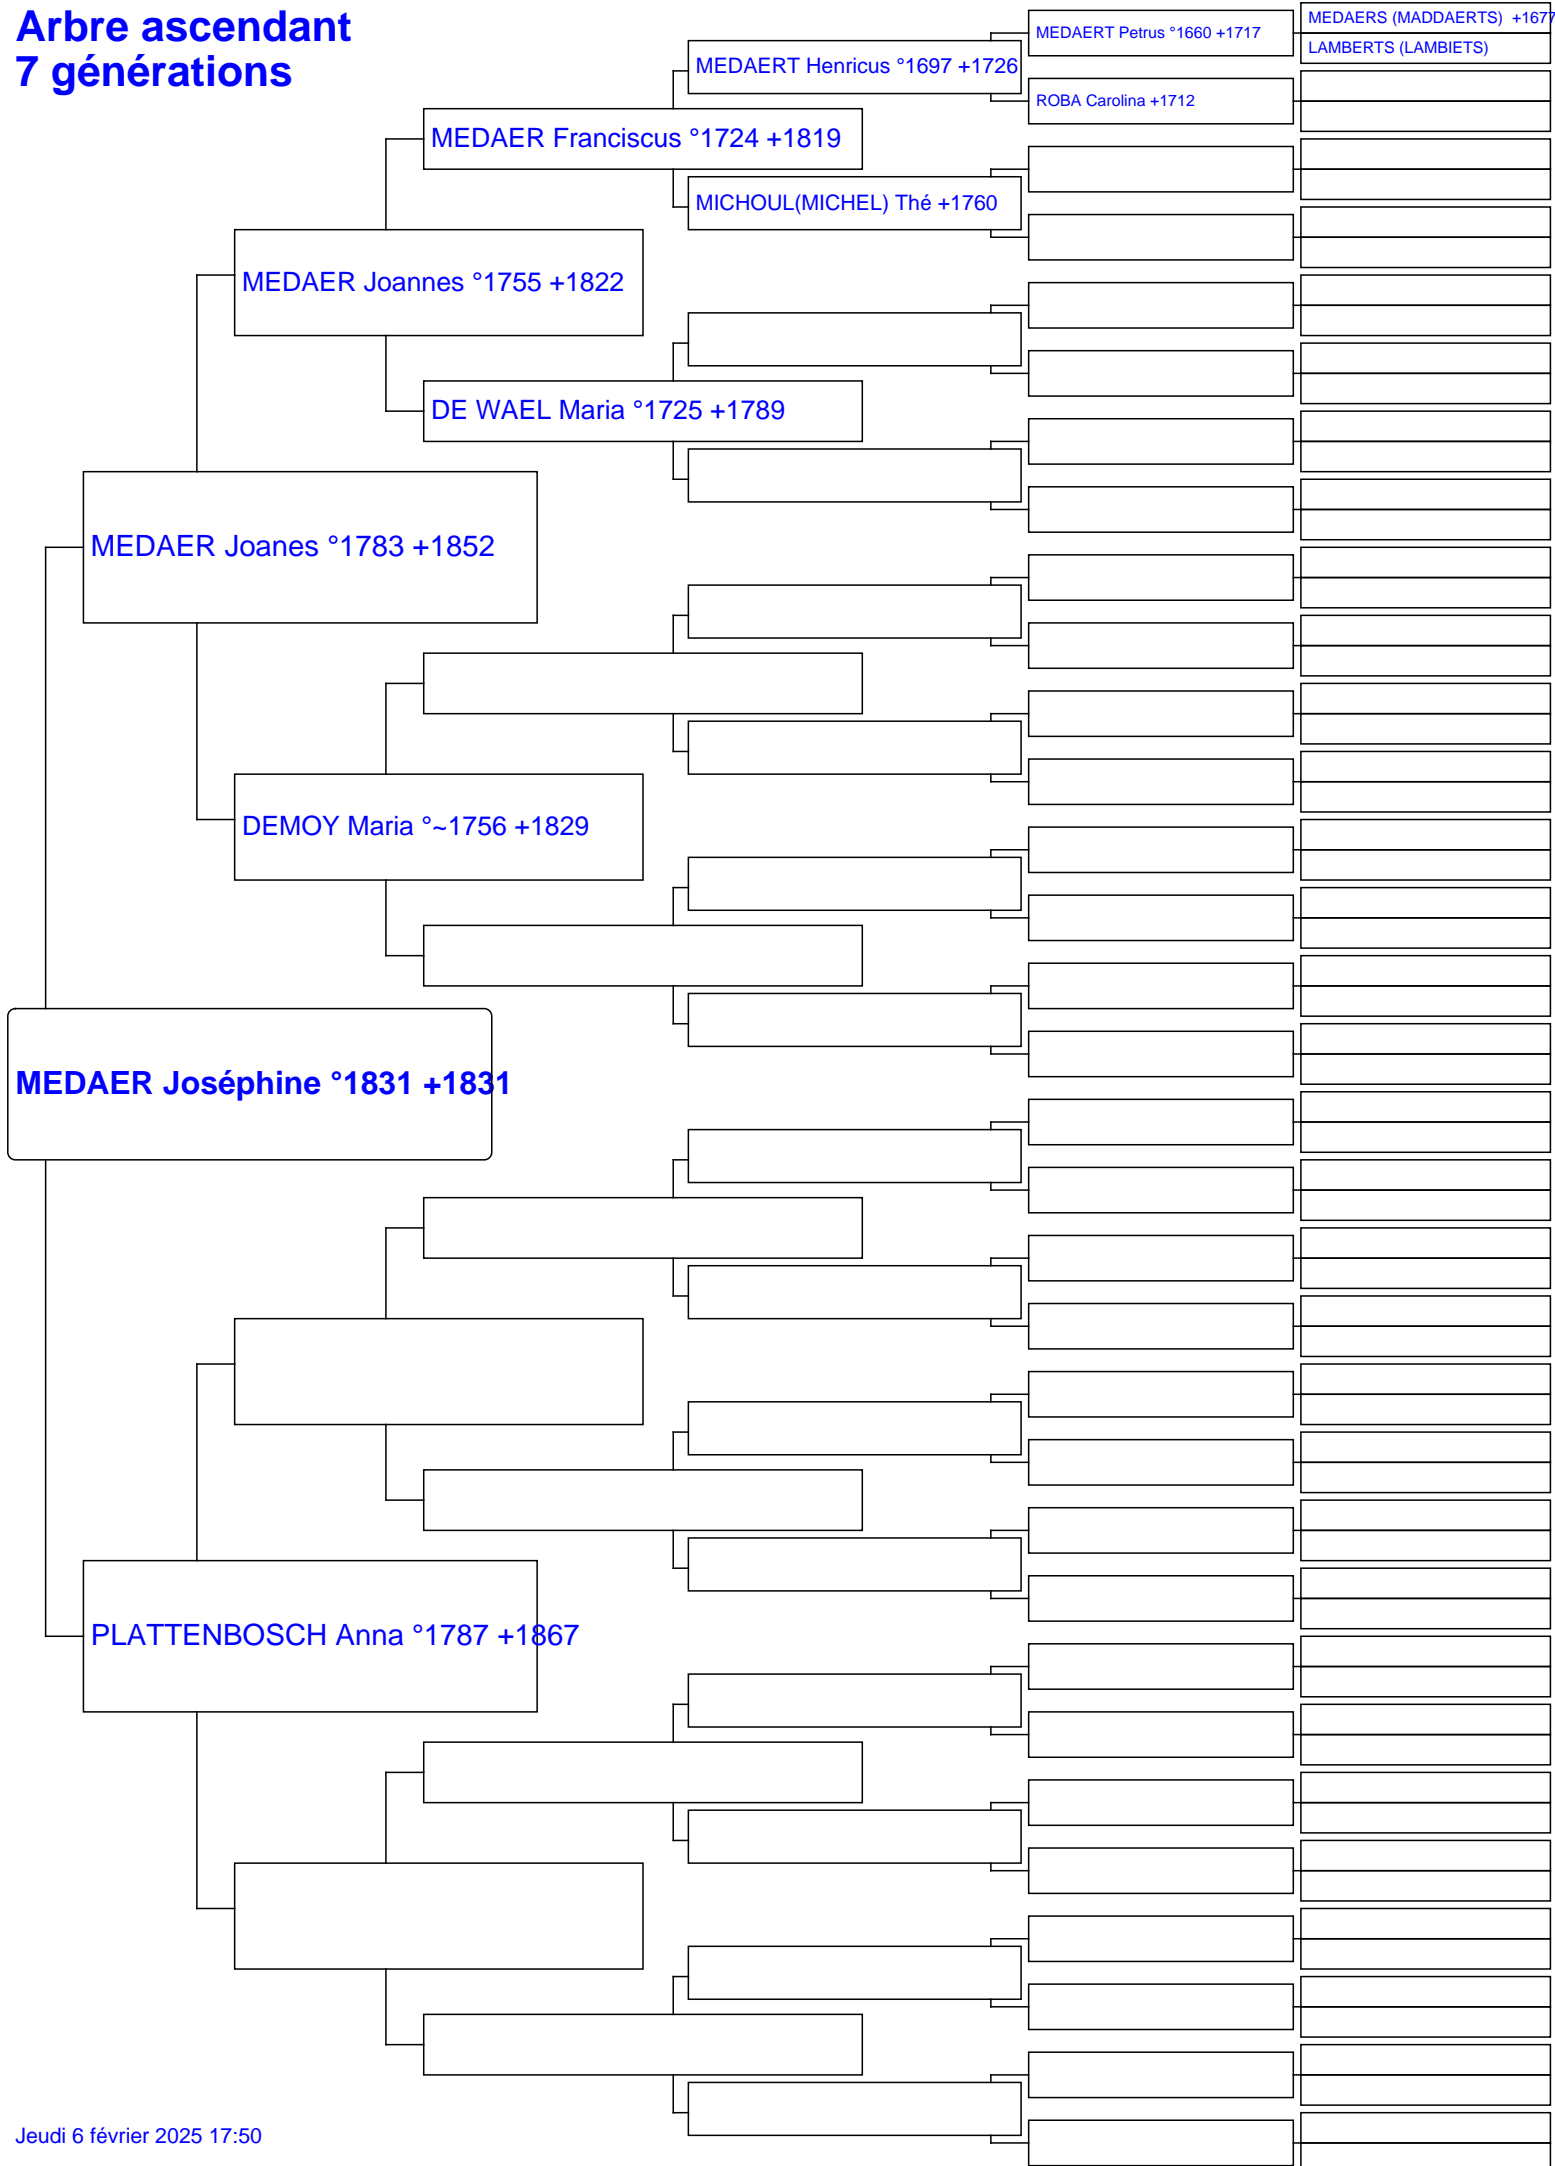 Arbre ascendant
7 générations
MEDAERT Petrus °1660 +1717
MEDAERS (MADDAERTS)  +1677
LAMBERTS (LAMBIETS)
MEDAERT Henricus °1697 +1726
ROBA Carolina +1712
MEDAER Franciscus °1724 +1819
MICHOUL(MICHEL) Thé +1760
MEDAER Joannes °1755 +1822
DE WAEL Maria °1725 +1789
MEDAER Joanes °1783 +1852
DEMOY Maria °~1756 +1829
MEDAER Joséphine °1831 +1831
PLATTENBOSCH Anna °1787 +1867
Jeudi 6 février 2025 17:50